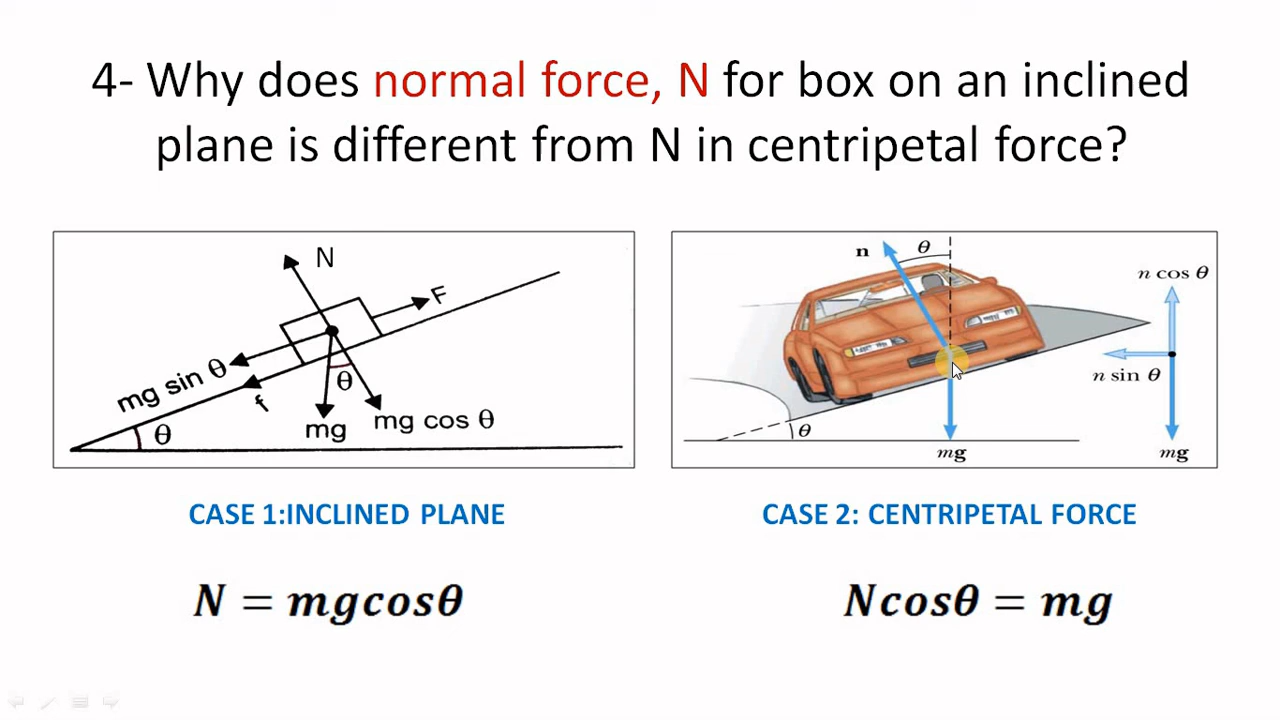 4- Why does normal force, N for box on an inclined
plane is different from N in centripetal force?
N
F
mg sin θ
f
θ
mg
mg cos θ
θ
n
θ
n cos θ
n sin θ
θ
mg
mg
CASE 1:INCLINED PLANE
CASE 2: CENTRIPETAL FORCE
N = mgcosθ
Ncosθ = mg